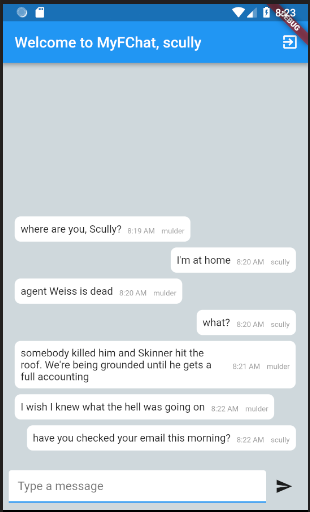 8:23
DEBUG
Welcome to MyFChat, scully
where are you, Scully? 8:19 AM mulder
I'm at home 8:20 AM scully
agent Weiss is dead 8:20 AM mulder
what? 8:20 AM scully
somebody killed him and Skinner hit the
roof. We're being grounded until he gets a 8:21 AM mulder
full accounting
I wish I knew what the hell was going on 8:22 AM mulder
have you checked your email this morning? 8:22 AM scully
Type a message